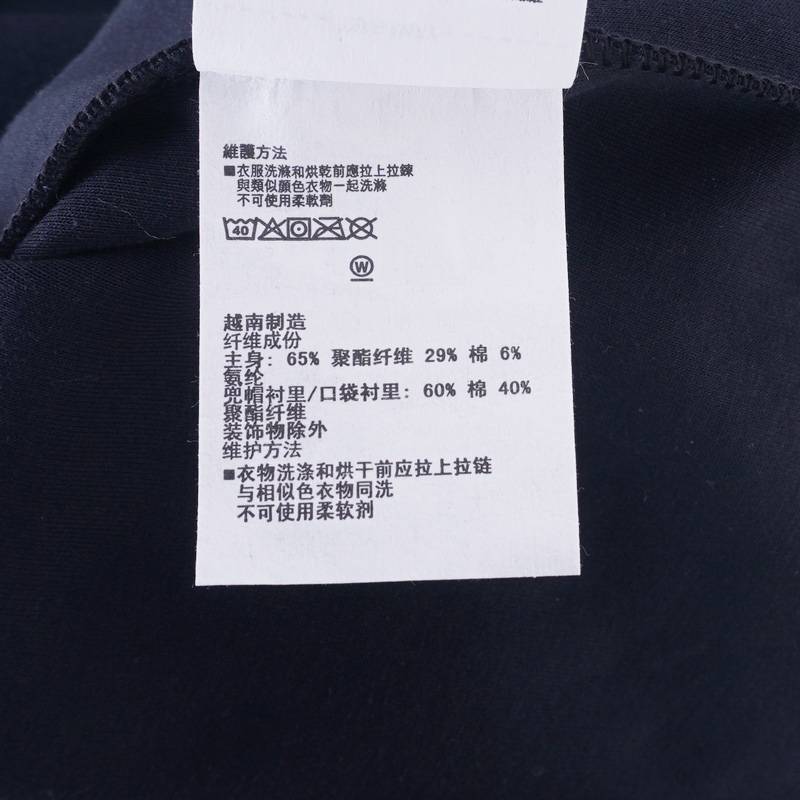 維護方法
■衣服洗滌和烘乾前應拉上拉鍊
與類似顏色衣物一起洗滌
不可使用柔軟劑
40
W
越南制造
纤维成份
主身: 65% 聚酯纤维 29% 棉 6%
氨纶
兜帽衬里/口袋衬里: 60% 棉 40%
聚酯纤维
装饰物除外
维护方法
■衣物洗涤和烘干前应拉上拉链
与相似色衣物同洗
不可使用柔软剂